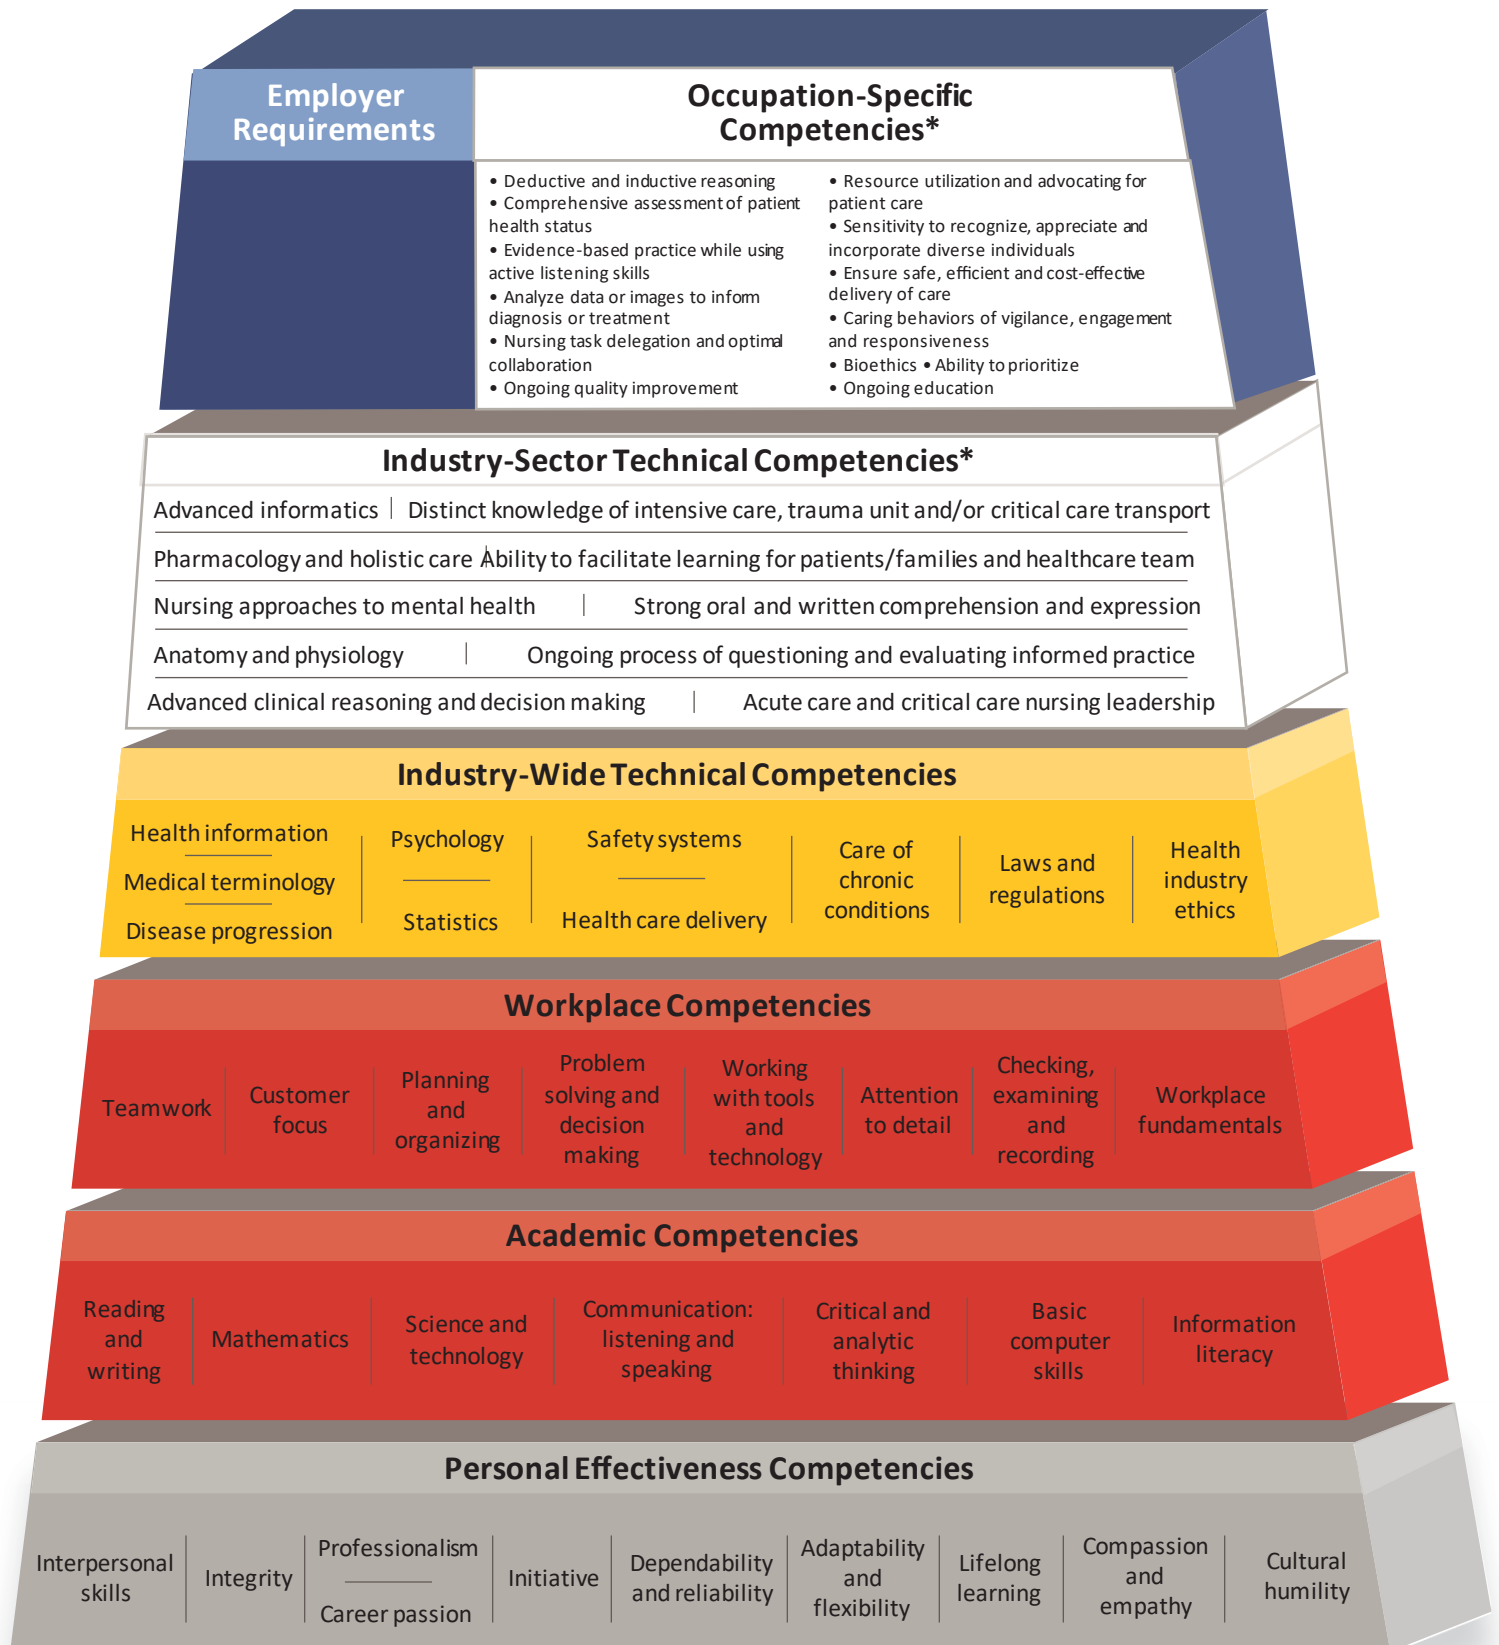 Employer
Requirements
Occupation-Specific
Competencies*
• Deductive and inductive reasoning
• Comprehensive assessment of patient
health status
• Evidence-based practice while using
active listening skills
• Analyze data or images to inform
diagnosis or treatment
• Nursing task delegation and optimal
collaboration
• Ongoing quality improvement
• Resource utilization and advocating for
patient care
• Sensitivity to recognize, appreciate and
incorporate diverse individuals
• Ensure safe, efficient and cost-effective
delivery of care
• Caring behaviors of vigilance, engagement
and responsiveness
• Bioethics • Ability to prioritize
• Ongoing education
Industry-Sector Technical Competencies*
Advanced informatics | Distinct knowledge of intensive care, trauma unit and/or critical care transport
Pharmacology and holistic care | Ability to facilitate learning for patients/families and healthcare team
Nursing approaches to mental health | Strong oral and written comprehension and expression
Anatomy and physiology | Ongoing process of questioning and evaluating informed practice
Advanced clinical reasoning and decision making | Acute care and critical care nursing leadership
Industry-Wide Technical Competencies
Health information
Medical terminology
Disease progression
Psychology
Statistics
Safety systems
Health care delivery
Care of
chronic
conditions
Laws and
regulations
Health
industry
ethics
Workplace Competencies
Teamwork
Customer
focus
Planning
and
organizing
Problem
solving and
decision
making
Working
with tools
and
technology
Attention
to detail
Checking,
examining
and
recording
Workplace
fundamentals
Academic Competencies
Reading
and
writing
Mathematics
Science and
technology
Communication:
listening and
speaking
Critical and
analytic
thinking
Basic
computer
skills
Information
literacy
Personal Effectiveness Competencies
Interpersonal
skills
Integrity
Professionalism
Career passion
Initiative
Dependability
and reliability
Adaptability
and
flexibility
Lifelong
learning
Compassion
and
empathy
Cultural
humility